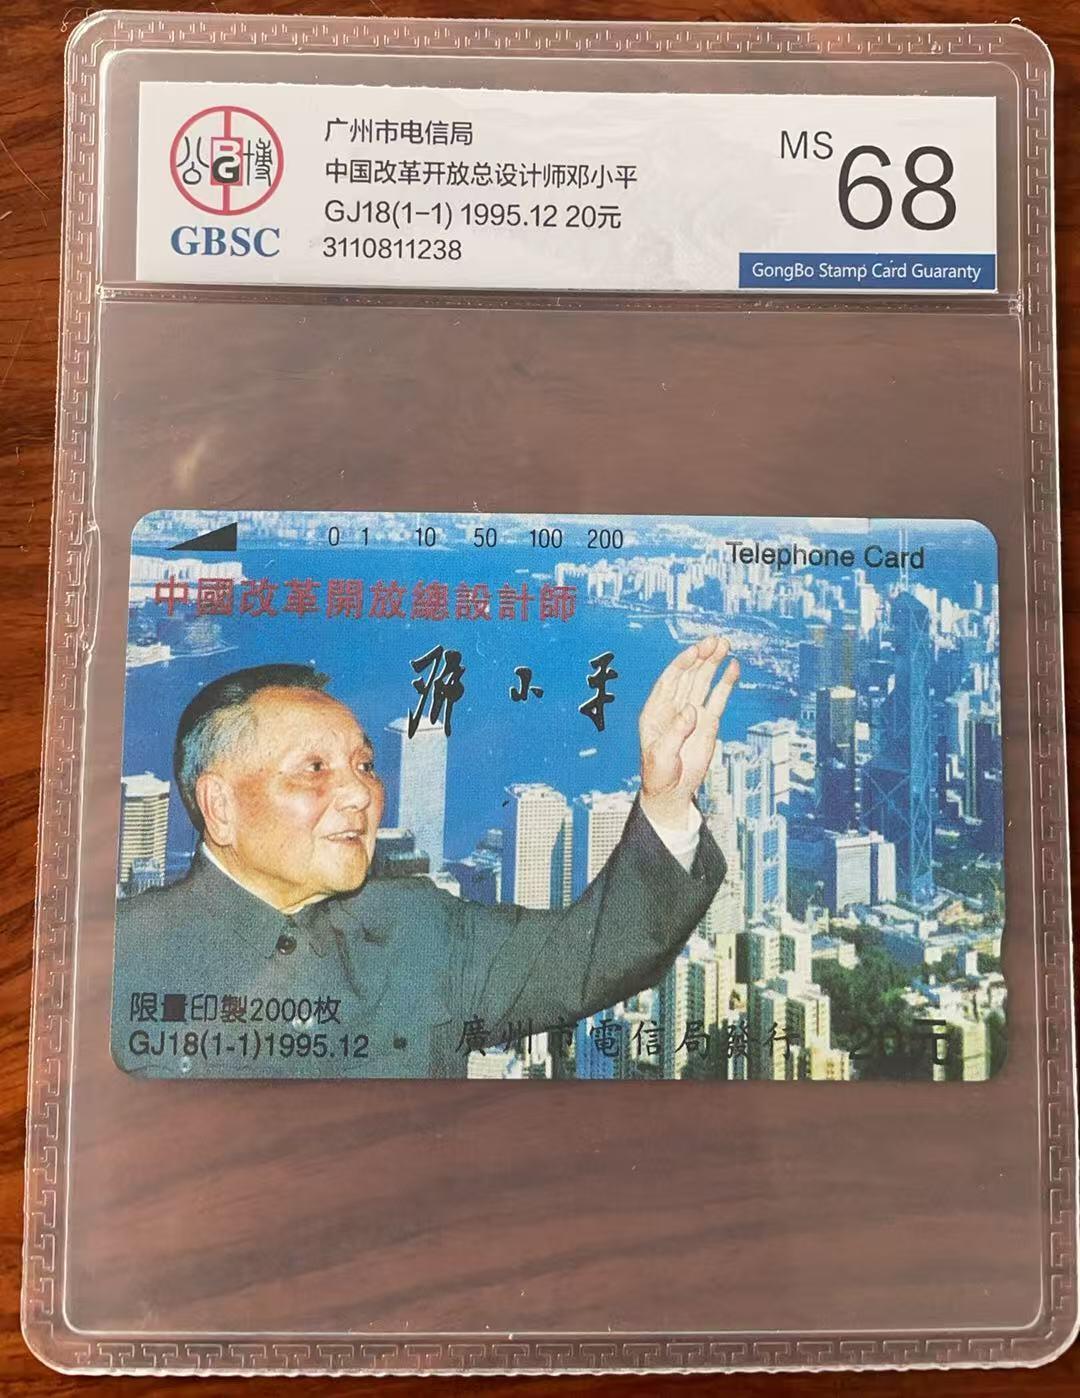 公 BG 博
GBSC
广州市电信局
中国改革开放总设计师邓小平
GJ18(1-1) 1995.12 20元
3110811238
MS 68
GongBo Stamp Card Guaranty
0 1 10 50 100 200
Telephone Card
中國改革開放總設計師
邓小平
限量印製2000枚
GJ18(1-1)1995.12
廣州市電信局發行
20元